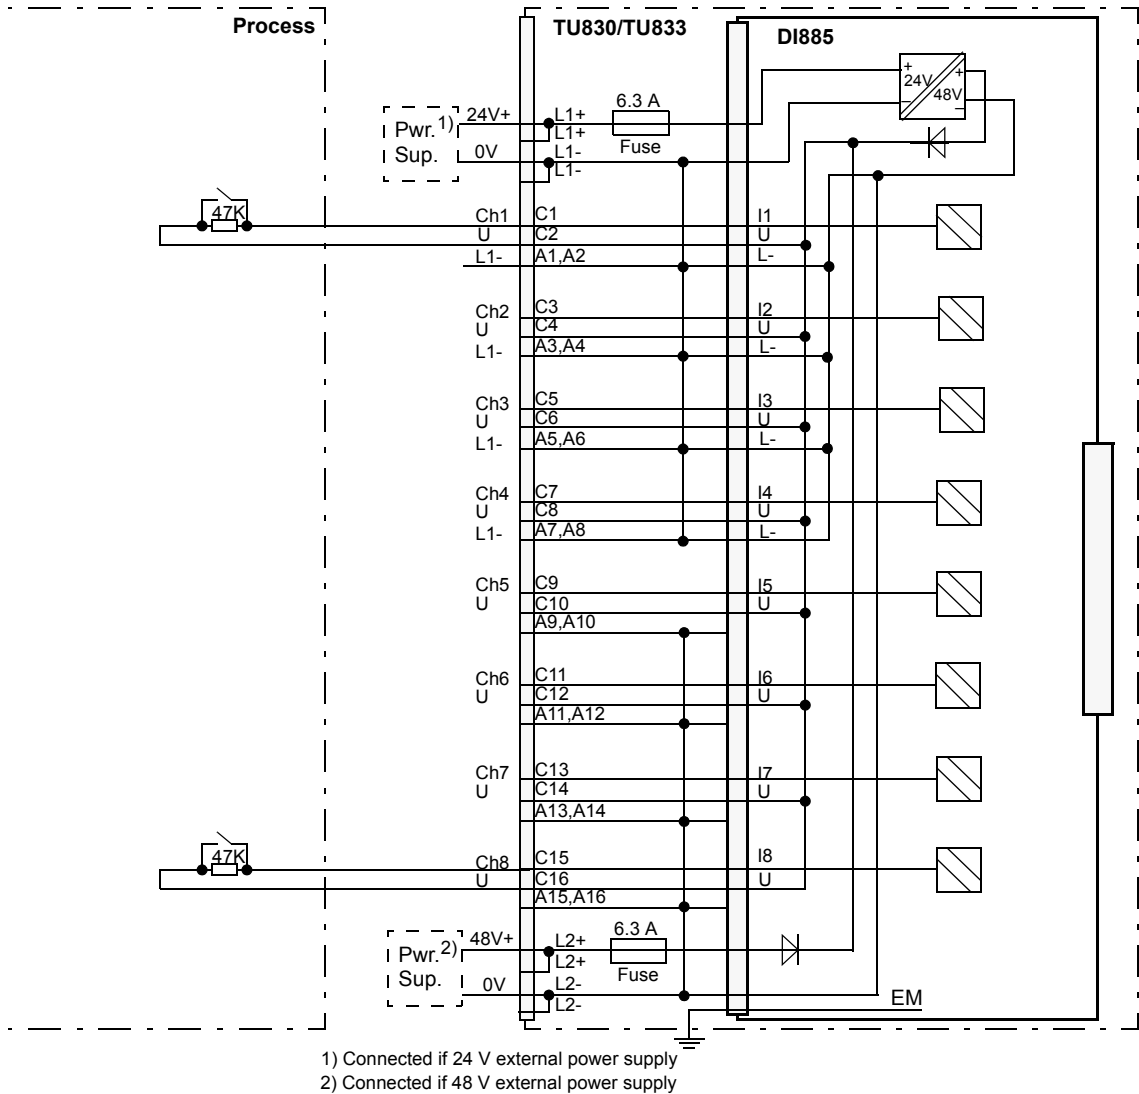 Process
TU830/TU833
DI885
+
24V
+
48V
–
–
Pwr.1)
Sup.
24V+
0V
L1+
L1+
L1-
L1-
6.3 A
Fuse
47K
Ch1
C1
I1
U
C2
U
L1-
A1,A2
L-
Ch2
C3
I2
U
C4
U
L1-
A3,A4
L-
Ch3
C5
I3
U
C6
U
L1-
A5,A6
L-
Ch4
C7
I4
U
C8
U
L1-
A7,A8
L-
Ch5
C9
I5
U
C10
U
A9,A10
Ch6
C11
I6
U
C12
U
A11,A12
Ch7
C13
I7
U
C14
U
A13,A14
47K
Ch8
C15
I8
U
C16
U
A15,A16
Pwr.2)
Sup.
48V+
0V
L2+
L2+
L2-
L2-
6.3 A
Fuse
EM
1) Connected if 24 V external power supply
2) Connected if 48 V external power supply